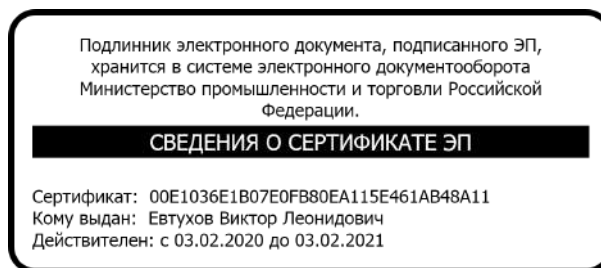 Подлинник электронного документа, подписанного ЭП,
хранится в системе электронного документооборота
Министерство промышленности и торговли Российской
Федерации.
СВЕДЕНИЯ О СЕРТИФИКАТЕ ЭП
Сертификат: 00E1036E1B07E0FB80EA115E461AB48A11
Кому выдан: Евтухов Виктор Леонидович
Действителен: с 03.02.2020 до 03.02.2021